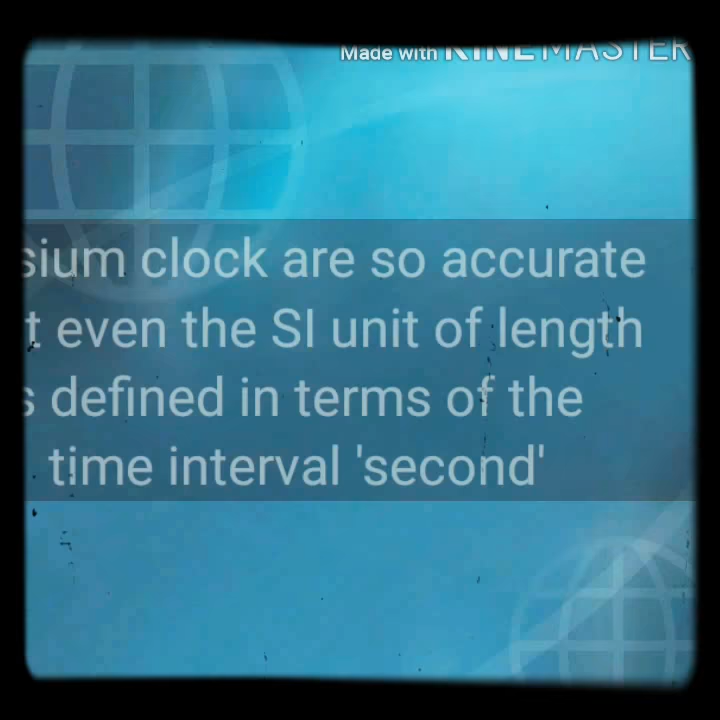 Made with KINEMASTER
sium clock are so accurate
t even the SI unit of length
s defined in terms of the
time interval 'second'